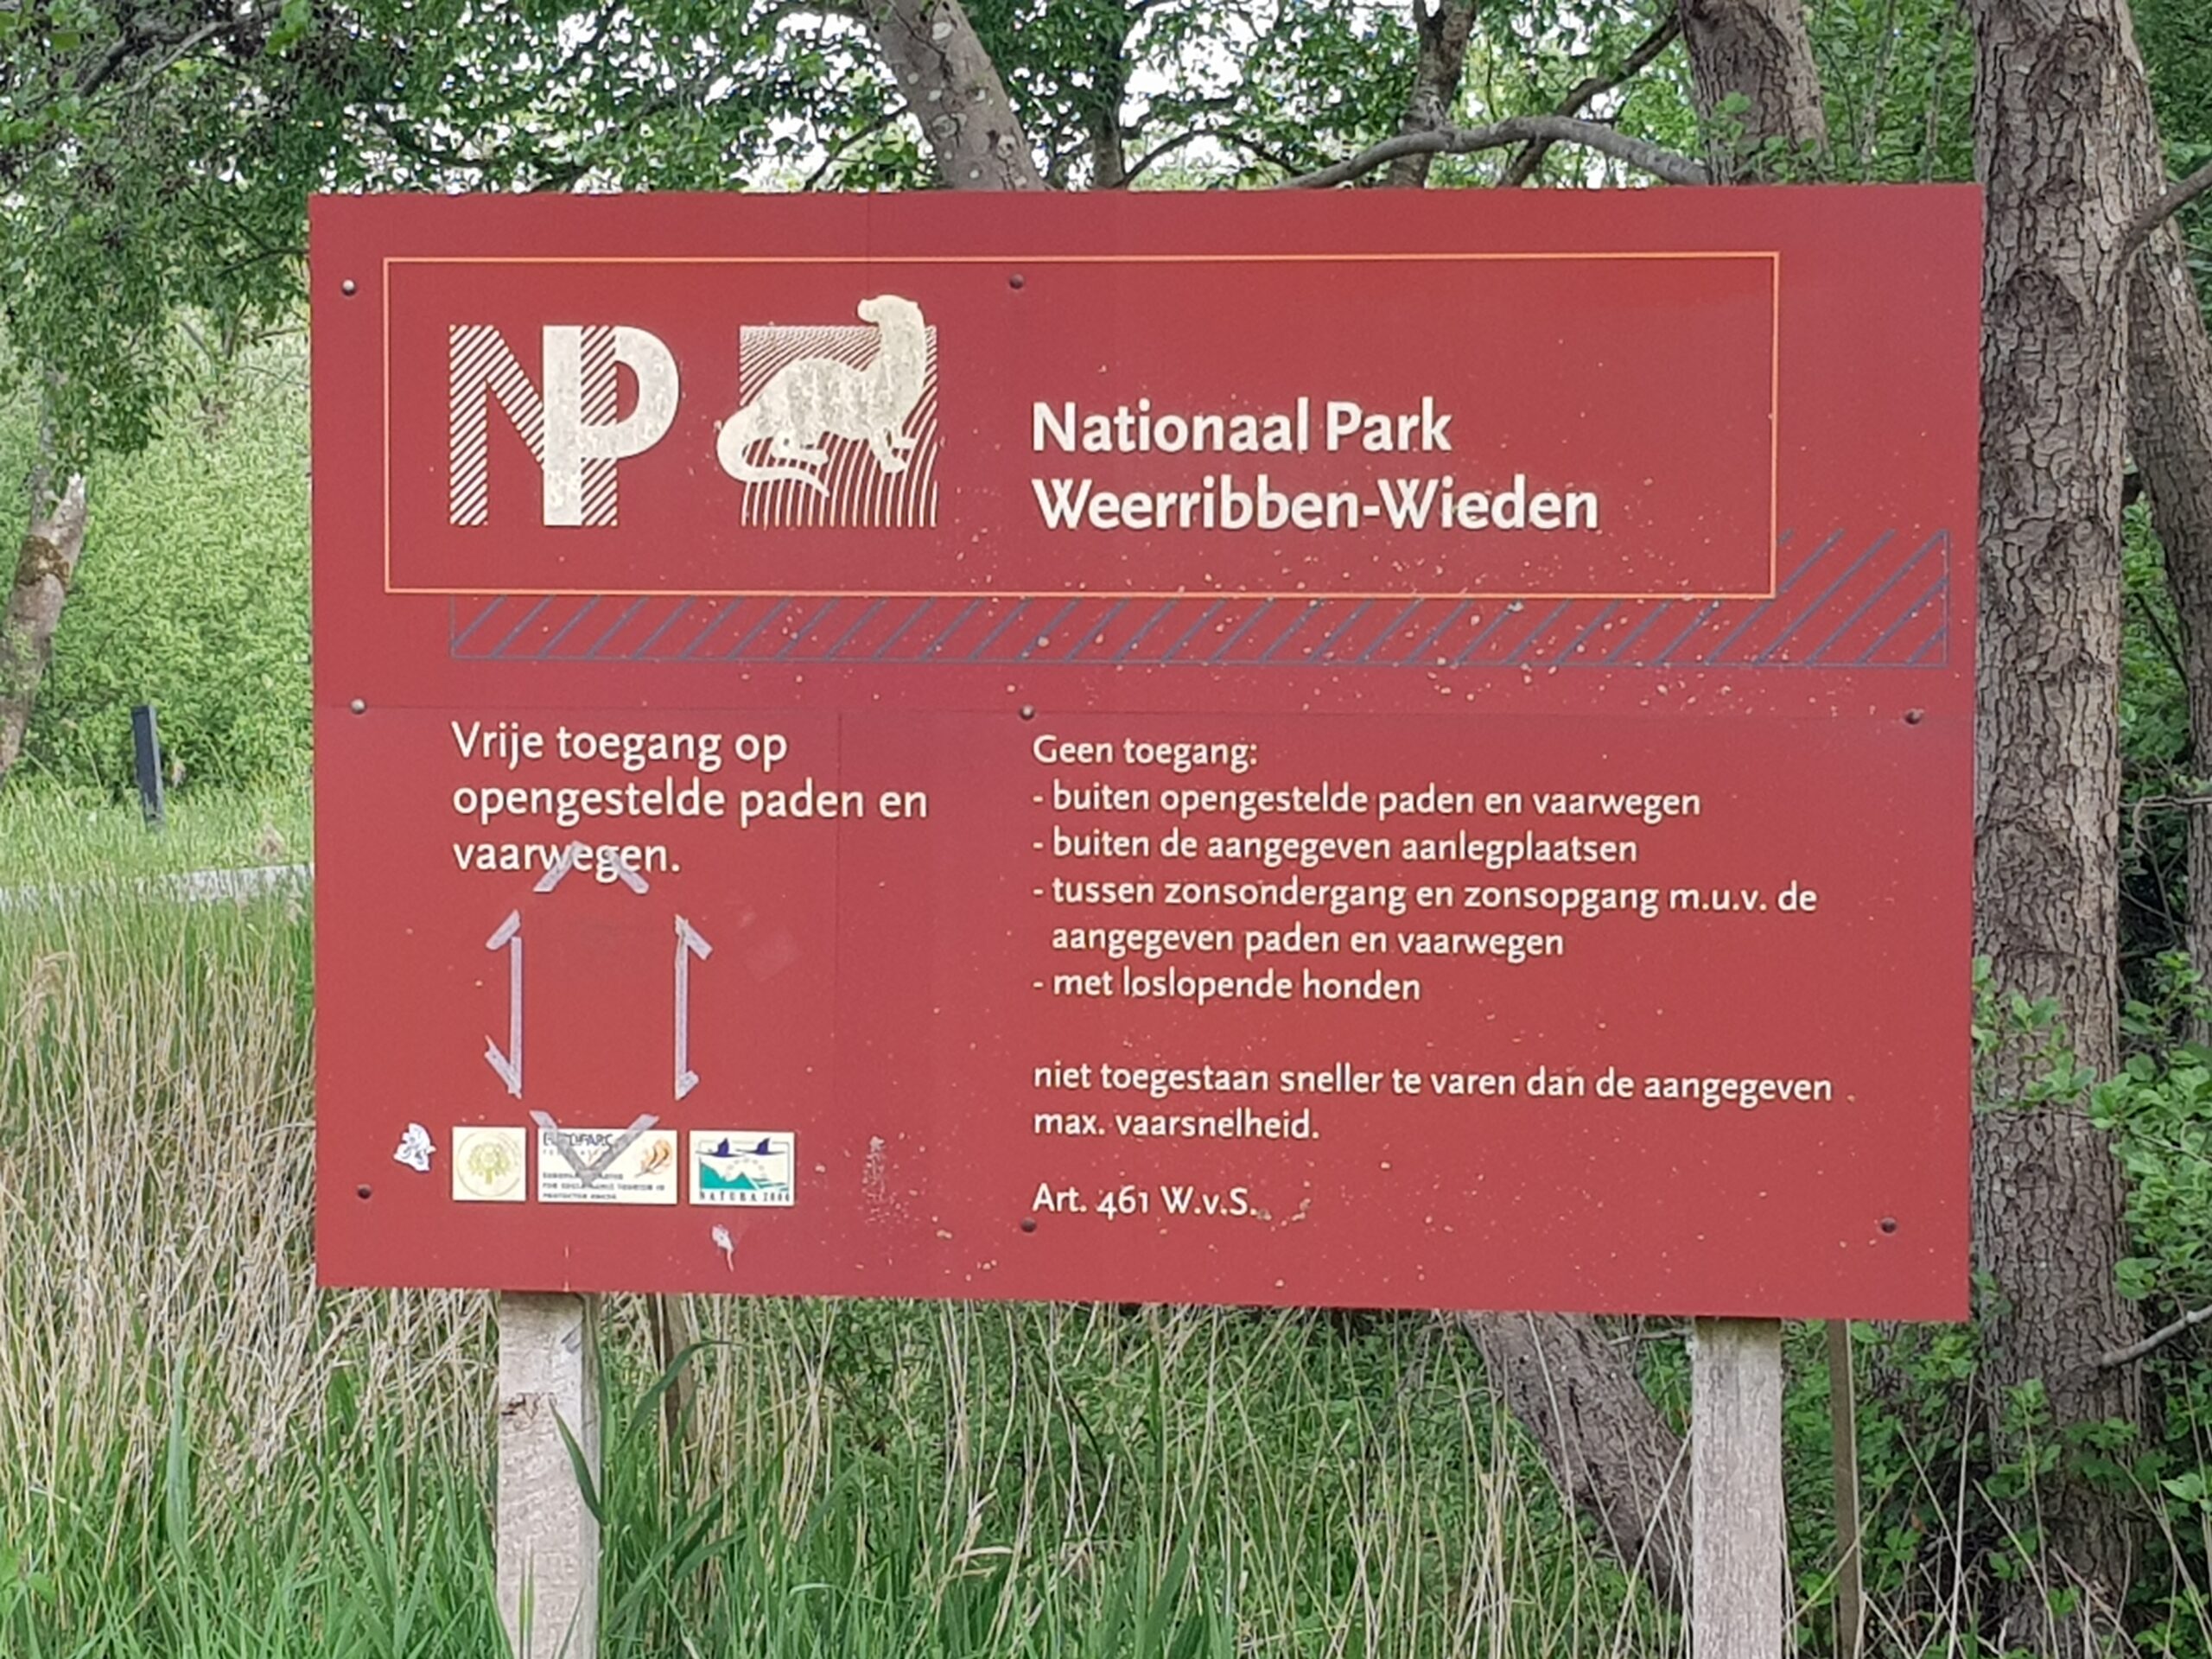 NP
Nationaal Park
Weerribben-Wieden
Vrije toegang op
opengestelde paden en
vaarwegen.
Geen toegang:
- buiten opengestelde paden en vaarwegen
- buiten de aangegeven aanlegplaatsen
- tussen zonsondergang en zonsopgang m.u.v. de
aangegeven paden en vaarwegen
- met loslopende honden
niet toegestaan sneller te varen dan de aangegeven
max. vaarsnelheid.
Art. 461 W.v.S.
NATURA 2000